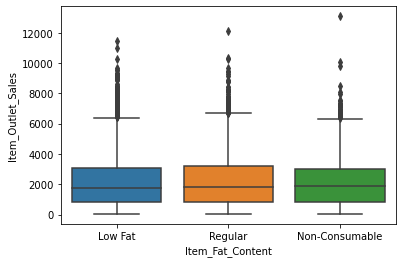 12000
10000
8000
6000
4000
2000
0
Item_Outlet_Sales
Low Fat Regular Non-Consumable
Item_Fat_Content